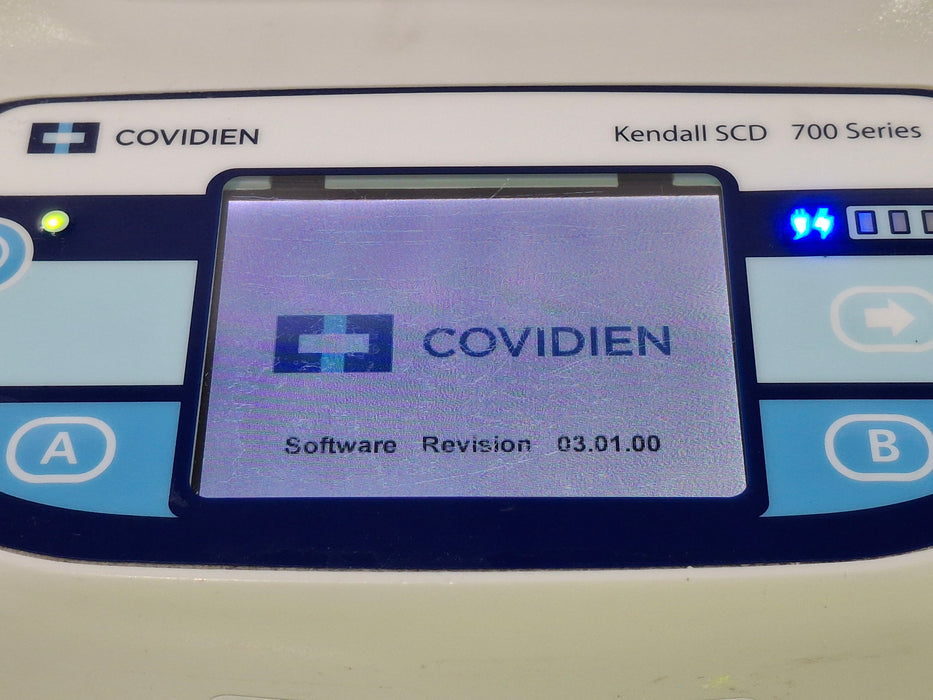 COVIDIEN
Kendall SCD 700 Series
COVIDIEN
Software Revision 03.01.00
A
B